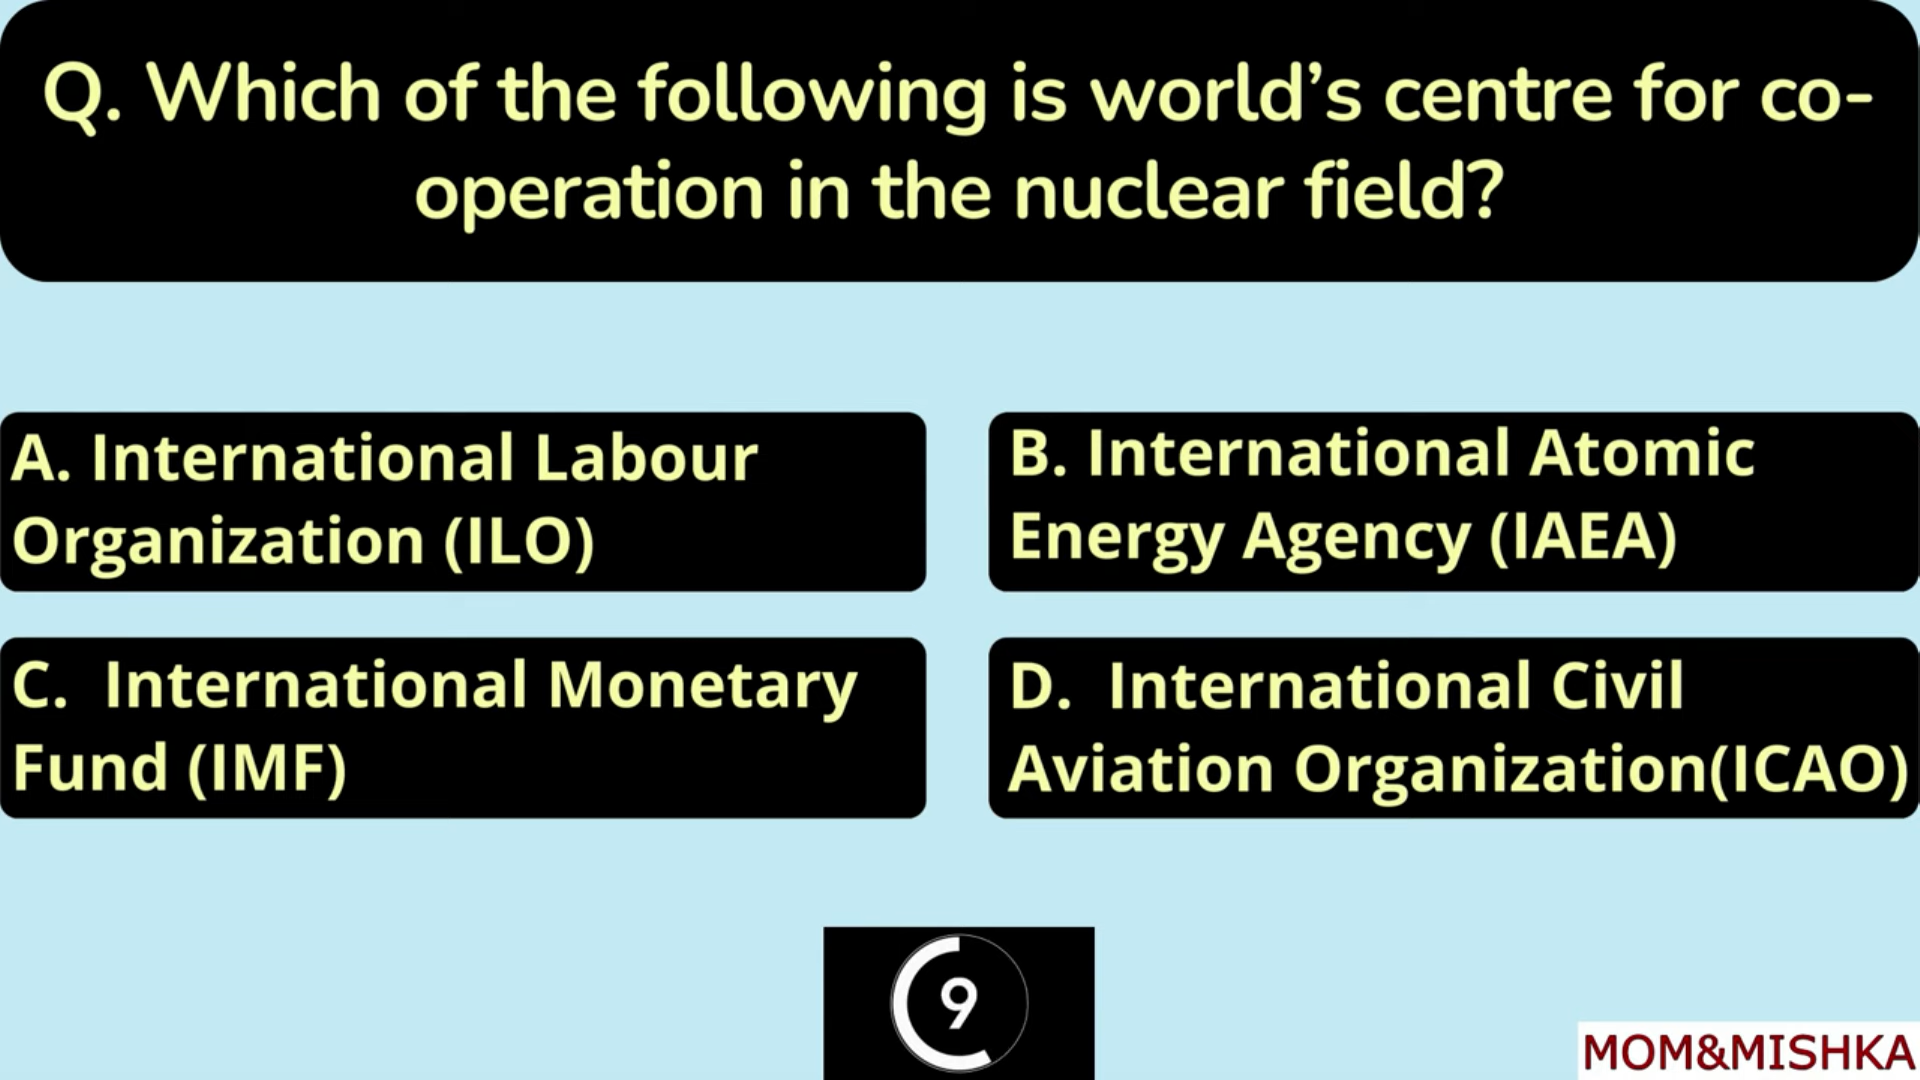 Q. Which of the following is world’s centre for co-
operation in the nuclear field?
A. International Labour
Organization (ILO)
B. International Atomic
Energy Agency (IAEA)
C. International Monetary
Fund (IMF)
D. International Civil
Aviation Organization(ICAO)
9
MOM&MISHKA